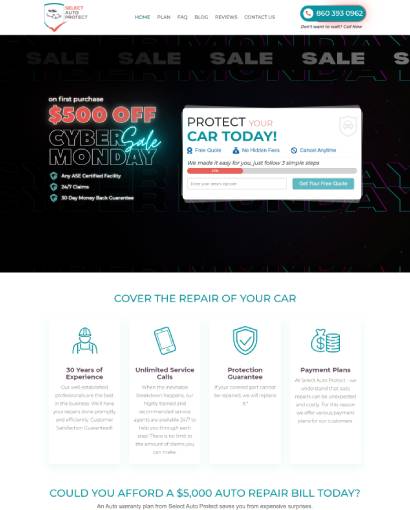 SELECT
AUTO
PROTECT
HOME PLAN FAQ BLOG REVIEWS CONTACT US
860 393 0962
Don't want to wait? Call Now
SALE SALE SALE SALE
on first purchase
$500 OFF
CYBER Sale
MONDAY
Any ASE Certified Facility
24/7 Claims
30 Day Money Back Guarantee
PROTECT YOUR
CAR TODAY!
Free Quote No Hidden Fees Cancel Anytime
We made it easy for you, just follow 3 simple steps
Get Your Free Quote
COVER THE REPAIR OF YOUR CAR
30 Years of
Experience
Our well-established
professionals are the best
in the business. We'll have
your repairs done promptly
and efficiently. Customer
Satisfaction Guaranteed!
Unlimited Service
Calls
When the inevitable
breakdown happens, our
highly trained and
recommended service
agents are available 24/7 to
help you through each
step! There is no limit to
the amount of claims you
can make.
Protection
Guarantee
If your covered part cannot
be repaired, we will replace
it.*
Payment Plans
At Select Auto Protect - we
understand that auto
repairs can be unexpected
and costly. For this reason
we offer various payment
plans for our customers.
COULD YOU AFFORD A $5,000 AUTO REPAIR BILL TODAY?
An Auto warranty plan from Select Auto Protect saves you from expensive surprises.